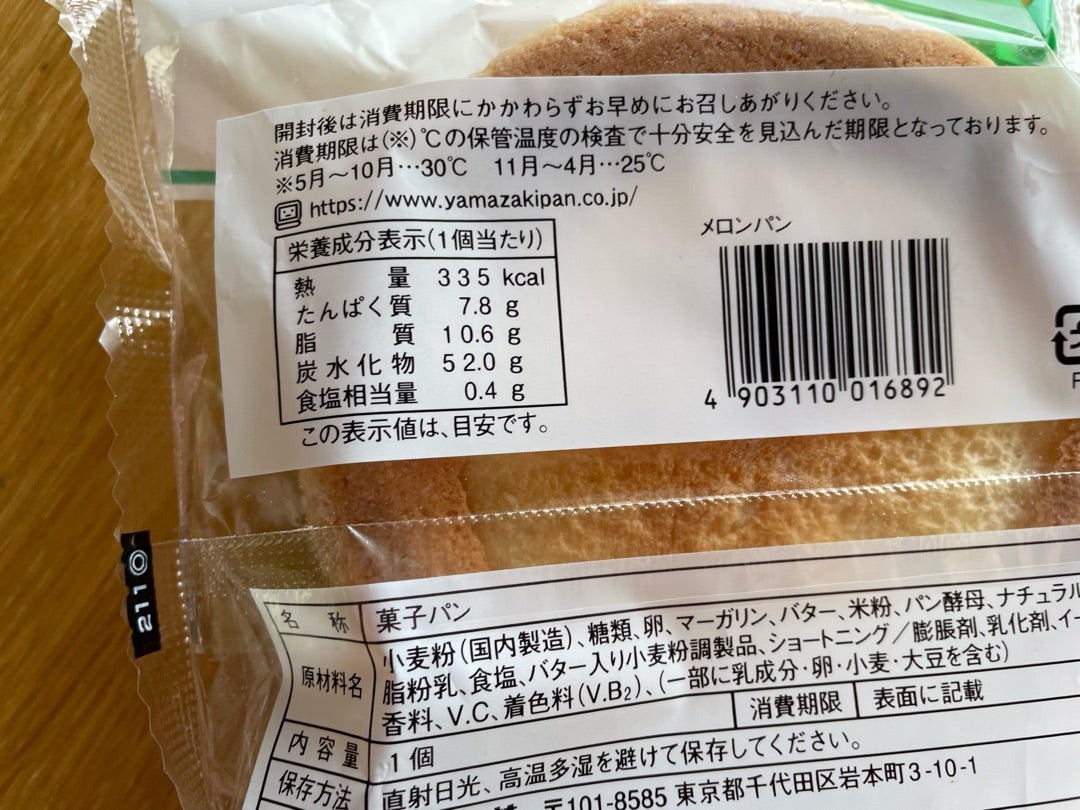 開封後は消費期限にかかわらずお早めにお召しあがりください。
消費期限は(※)℃の保管温度の検査で十分安全を見込んだ期限となっております。
※5月～10月…30℃ 11月～4月…25℃
https://www.yamazakipan.co.jp/
栄養成分表示(1個当たり)
熱量 335 kcal
たんぱく質 7.8 g
脂質 10.6 g
炭水化物 52.0 g
食塩相当量 0.4 g
この表示値は、目安です。
メロンパン
4 903110 016892
211◎
名称 菓子パン
原材料名 小麦粉(国内製造)、糖類、卵、マーガリン、バター、米粉、パン酵母、ナチュラル
脂粉乳、食塩、バター入り小麦粉調製品、ショートニング／膨脹剤、乳化剤、イー
香料、V.C、着色料(V.B₂)、(一部に乳成分・卵・小麦・大豆を含む)
内容量 1個 消費期限 表面に記載
保存方法 直射日光、高温多湿を避けて保存してください。
〒101-8585 東京都千代田区岩本町3-10-1